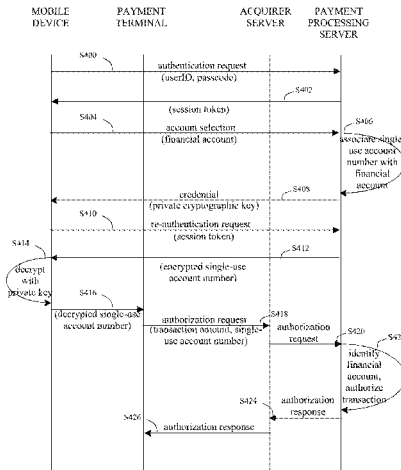 MOBILE DEVICE
PAYMENT TERMINAL
ACQUIRER SERVER
PAYMENT PROCESSING SERVER
S400
authentication request
(userID, passcode)
S402
(session token)
S404
account selection
(financial account)
S406
associate single-
use account
number with
financial
account
S408
credential
(private cryptographic key)
S410
re-authentication request
(session token)
S412
(encrypted single-use
account number)
S414
decrypt
with
private key
S416
(decrypted single-use
account number)
S418
authorization request
(transaction amount, single-
use account number)
S420
authorization
request
identify
financial
account,
authorize
transaction
S424
authorization
response
S426
authorization response